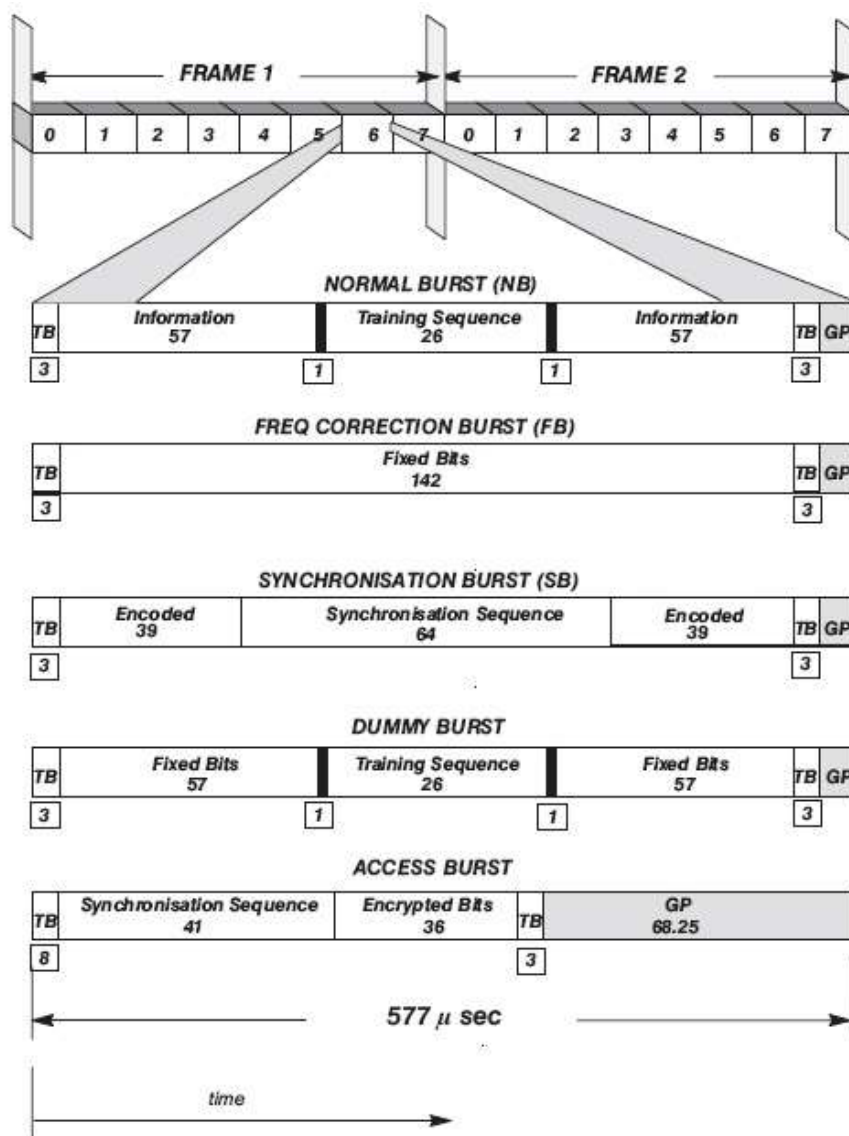 FRAME 1 FRAME 2
0 1 2 3 4 5 6 7 0 1 2 3 4 5 6 7
NORMAL BURST (NB)
TB Information Training Sequence Information TB GP
57 26 57
3 1 1 3
FREQ CORRECTION BURST (FB)
TB Fixed Bits TB GP
142
3 3
SYNCHRONISATION BURST (SB)
TB Encoded Synchronisation Sequence Encoded TB GP
39 64 39
3 3
DUMMY BURST
TB Fixed Bits Training Sequence Fixed Bits TB GP
57 26 57
3 1 1 3
ACCESS BURST
TB Synchronisation Sequence Encrypted Bits TB GP
41 36 68.25
8 3
577 μ sec
time